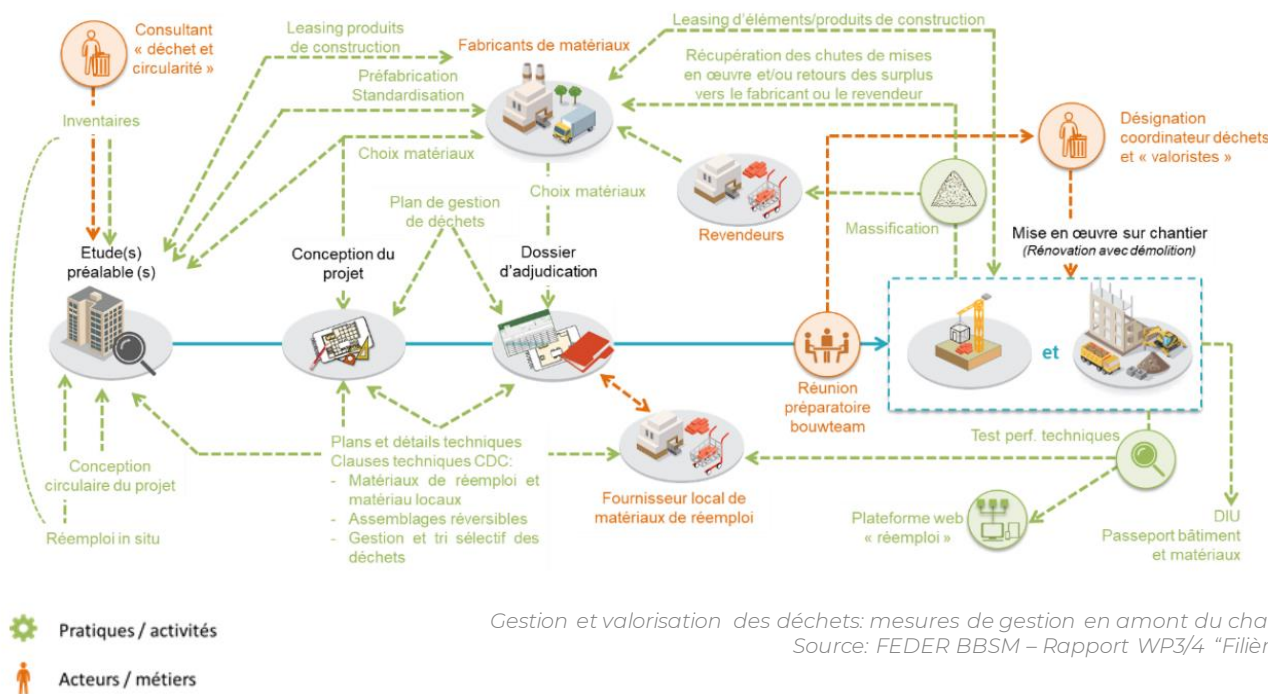 Consultant
« déchet et
circularité »
Inventaires
Leasing produits
de construction
Préfabrication
Standardisation
Choix matériaux
Fabricants de matériaux
Leasing d'éléments/produits de construction
Récupération des chutes de mises
en œuvre et/ou retours des surplus
vers le fabricant ou le revendeur
Désignation
coordinateur déchets
et « valoristes »
Choix matériaux
Plan de gestion
de déchets
Revendeurs
Massification
Etude(s)
préalable (s)
Conception du
projet
Dossier
d'adjudication
Mise en œuvre sur chantier
(Rénovation avec démolition)
et
Réunion
préparatoire
bouwteam
Conception
circulaire du projet
Réemploi in situ
Plans et détails techniques
Clauses techniques CDC:
- Matériaux de réemploi et
matériau locaux
- Assemblages réversibles
- Gestion et tri sélectif des
déchets
Fournisseur local de
matériaux de réemploi
Test perf. techniques
Plateforme web
« réemploi »
DIU
Passeport bâtiment
et matériaux
Pratiques / activités
Acteurs / métiers
Gestion et valorisation des déchets: mesures de gestion en amont du cha
Source: FEDER BBSM – Rapport WP3/4 “Filièr